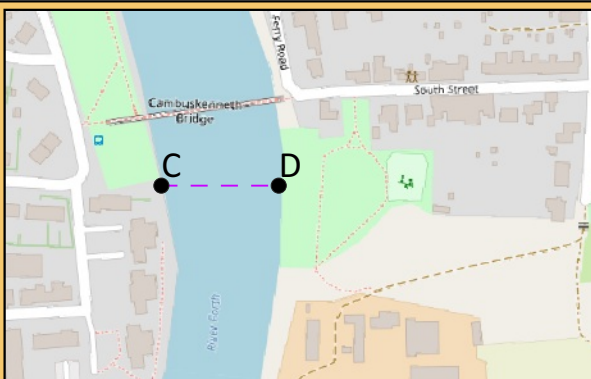 Ferry Road
South Street
Cambuskenneth
Bridge
C
D
River Forth